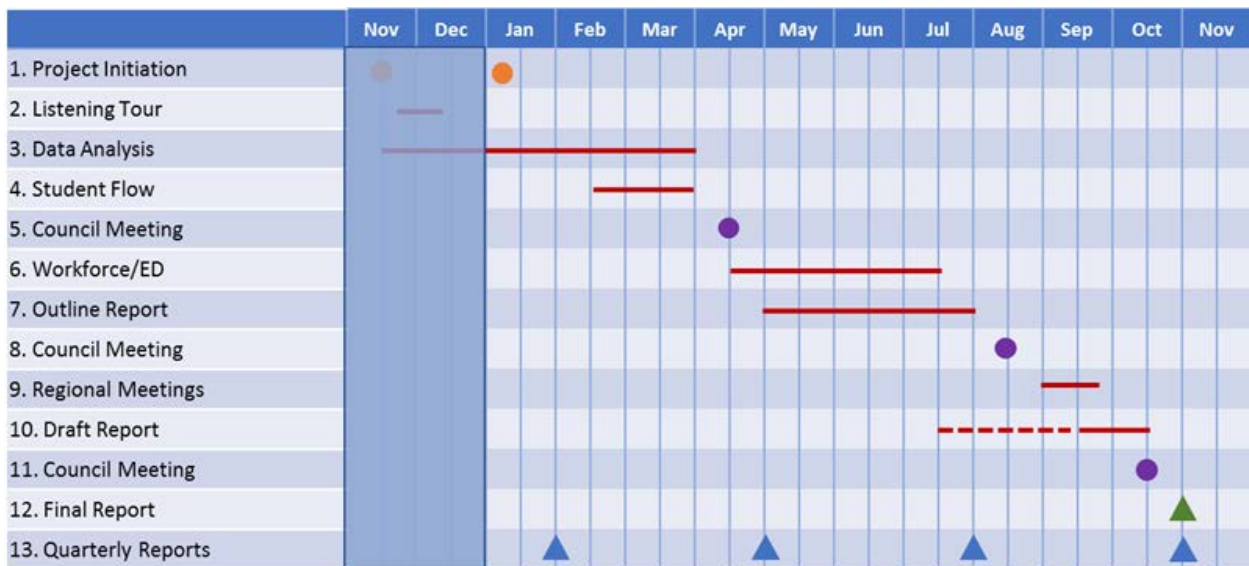 Nov Dec Jan Feb Mar Apr May Jun Jul Aug Sep Oct Nov
1. Project Initiation
2. Listening Tour
3. Data Analysis
4. Student Flow
5. Council Meeting
6. Workforce/ED
7. Outline Report
8. Council Meeting
9. Regional Meetings
10. Draft Report
11. Council Meeting
12. Final Report
13. Quarterly Reports